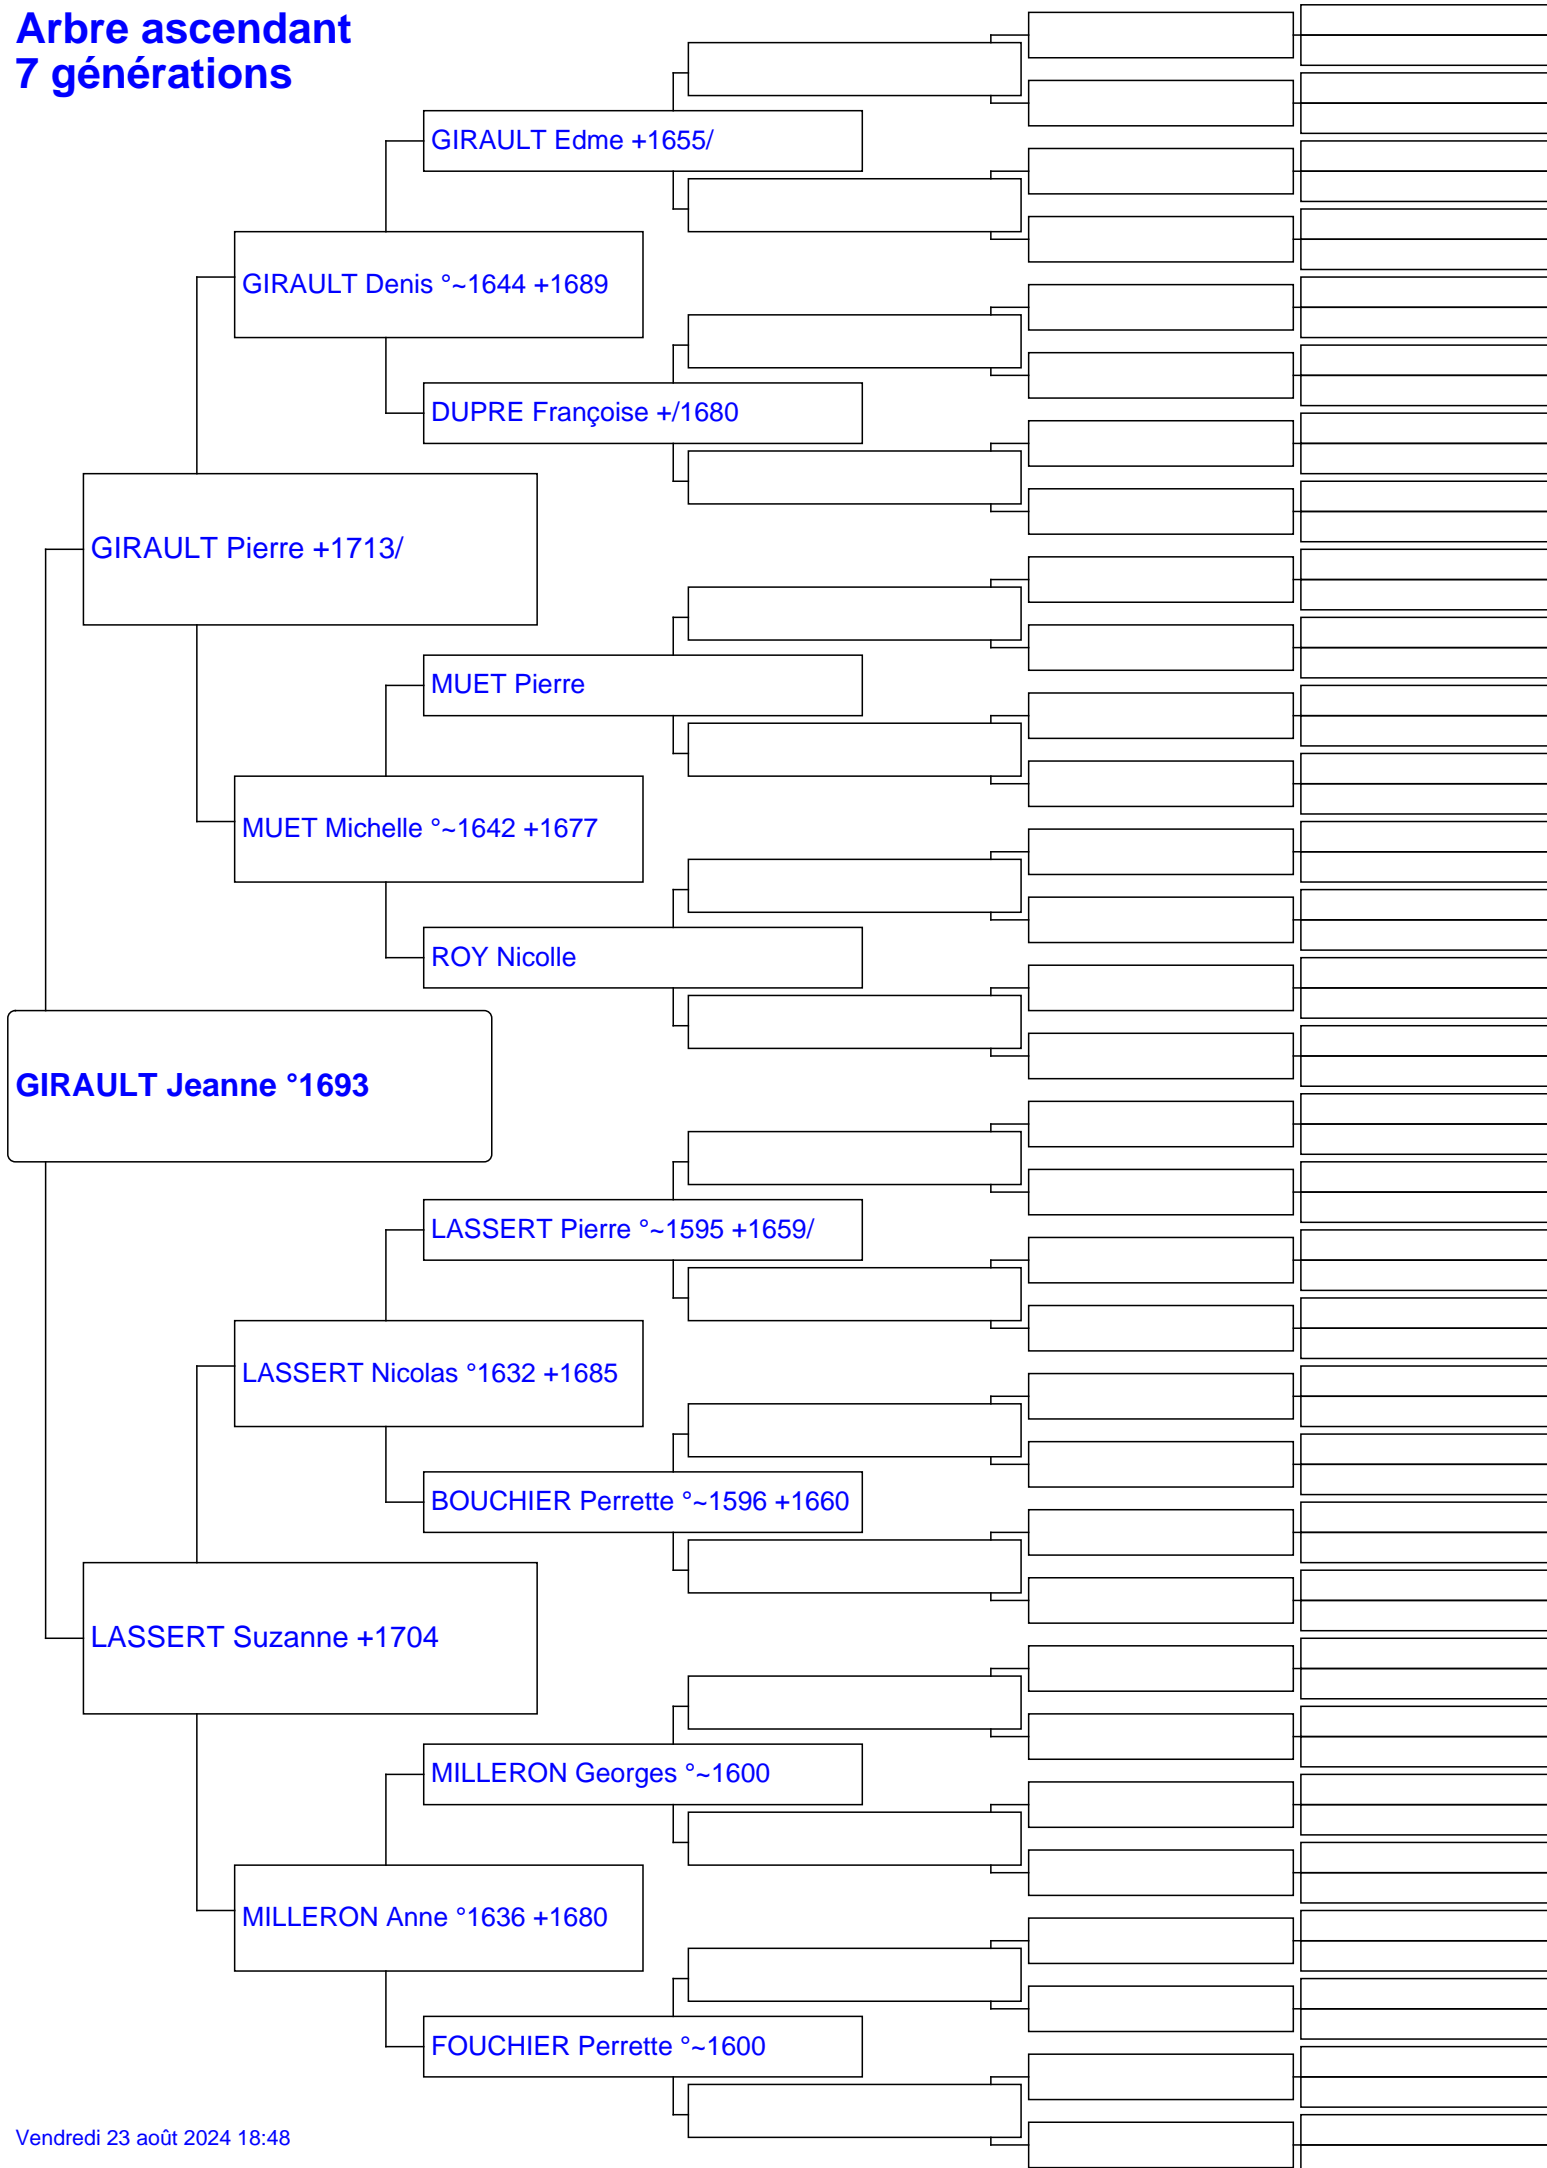 Arbre ascendant
7 générations
GIRAULT Edme +1655/
GIRAULT Denis °~1644 +1689
DUPRE Françoise +/1680
GIRAULT Pierre +1713/
MUET Pierre
MUET Michelle °~1642 +1677
ROY Nicolle
GIRAULT Jeanne °1693
LASSERT Pierre °~1595 +1659/
LASSERT Nicolas °1632 +1685
BOUCHIER Perrette °~1596 +1660
LASSERT Suzanne +1704
MILLERON Georges °~1600
MILLERON Anne °1636 +1680
FOUCHIER Perrette °~1600
Vendredi 23 août 2024 18:48